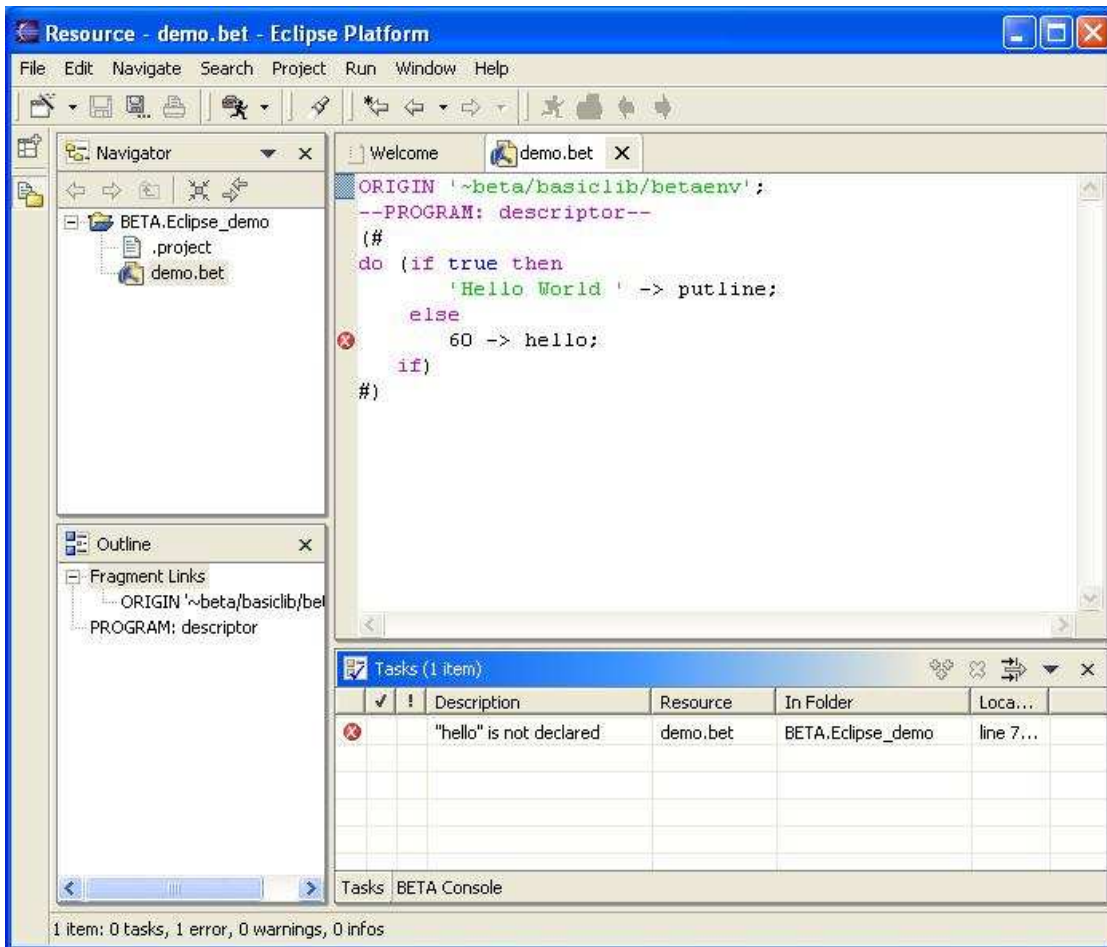 Resource - demo.bet - Eclipse Platform
File Edit Navigate Search Project Run Window Help
Navigator
BETA.Eclipse_demo
.project
demo.bet
Outline
Fragment Links
ORIGIN '~beta/basiclib/bet
PROGRAM: descriptor
Welcome demo.bet
ORIGIN '~beta/basiclib/betaenv';
--PROGRAM: descriptor--
(#
do (if true then
'Hello World ' -> putline;
else
60 -> hello;
if)
#)
Tasks (1 item)
! Description Resource In Folder Loca...
"hello" is not declared demo.bet BETA.Eclipse_demo line 7...
Tasks BETA Console
1 item: 0 tasks, 1 error, 0 warnings, 0 infos